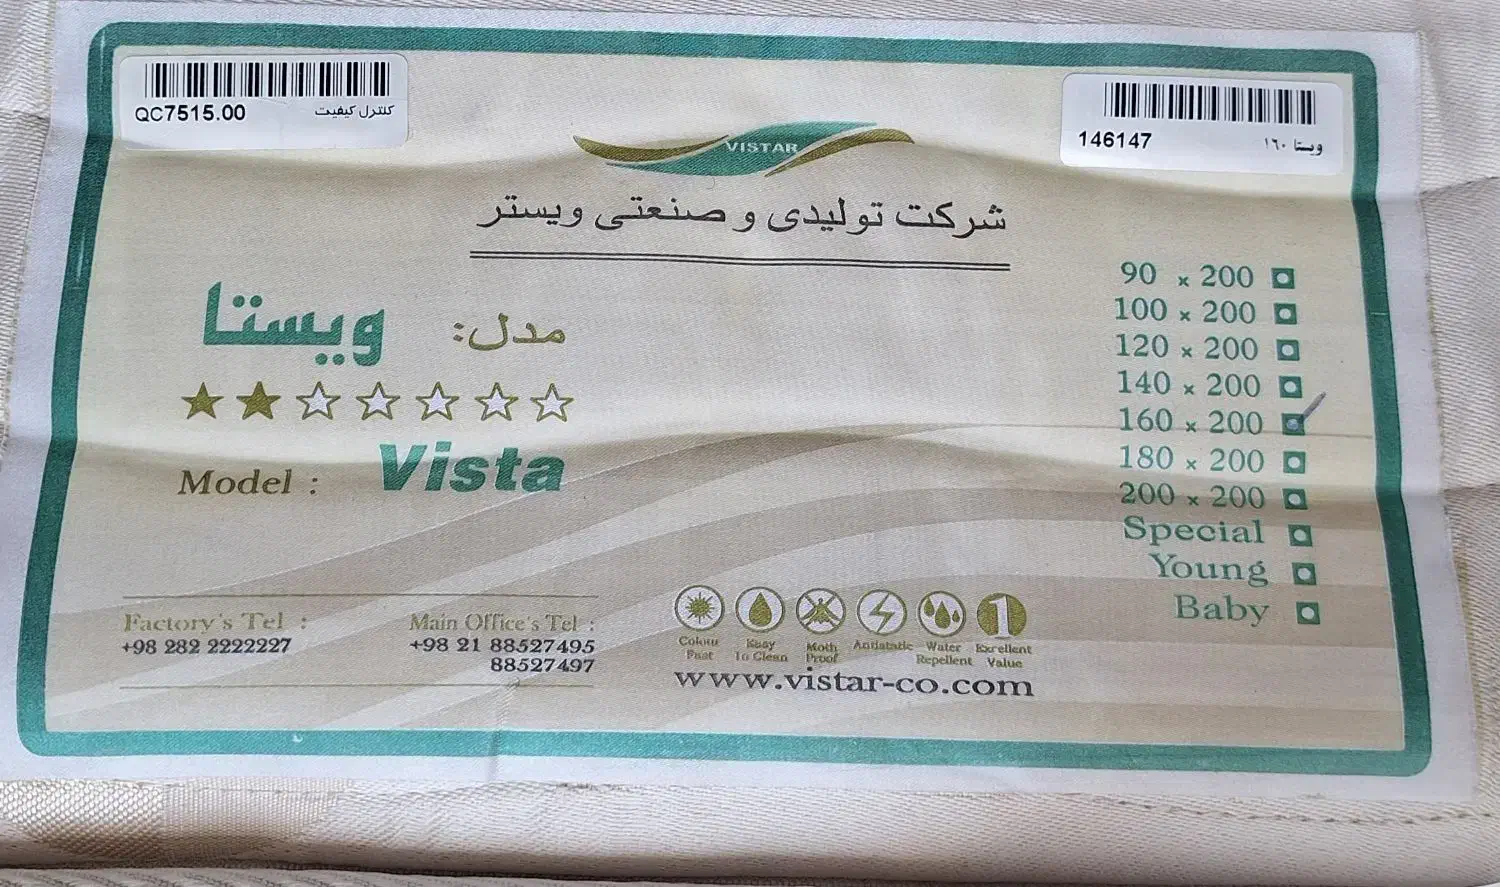 QC7515.00 کنترل کیفیت
146147 ویستا ۱۶۰
VISTAR
شرکت تولیدی و صنعتی ویستر
مدل: ویستا
Model : Vista
90 x 200
100 x 200
120 x 200
140 x 200
160 x 200
180 x 200
200 x 200
Special
Young
Baby
Factory's Tel :
+98 282 2222227
Main Office's Tel :
+98 21 88527495
88527497
Colour Fast
Easy To Clean
Moth Proof
Antistatic
Water Repellent
1
Excellent Value
www.vistar-co.com